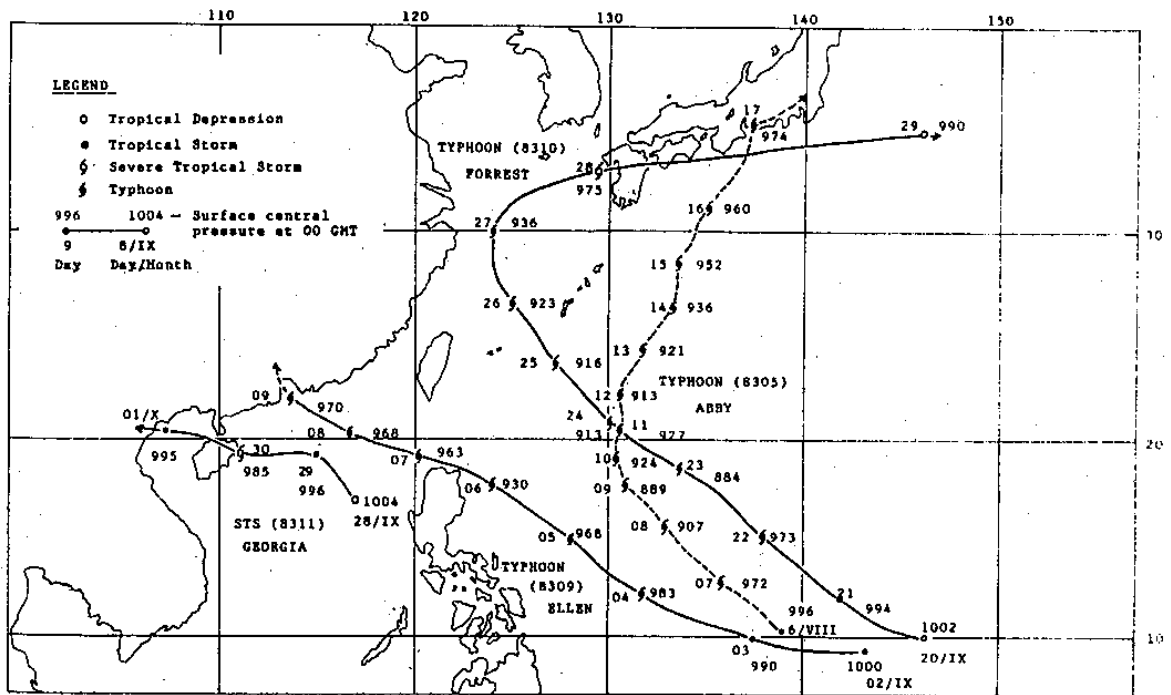 110 120 130 140 150
LEGEND
Tropical Depression
Tropical Storm
Severe Tropical Storm
Typhoon
996 1004 — Surface central
pressure at 00 GMT
9 8/IX
Day Day/Month
TYPHOON (8310)
FORREST
17
974
29 990
28
975
27 936
16 960
30
15 952
26 923
14 936
13 921
25 916
TYPHOON (8305)
ABBY
12 913
09 970
01/X
24
913
11
927
08 968
20
995
30
985
29
996
07 963
10 924
23
884
06 930
09 889
1004
28/IX
STS (8311)
GEORGIA
08 907
05 968
22 973
TYPHOON
(8309)
ELLEN
04 983
07 972
21
994
996
6/VIII
1002
20/IX
10
03
990
1000
02/IX